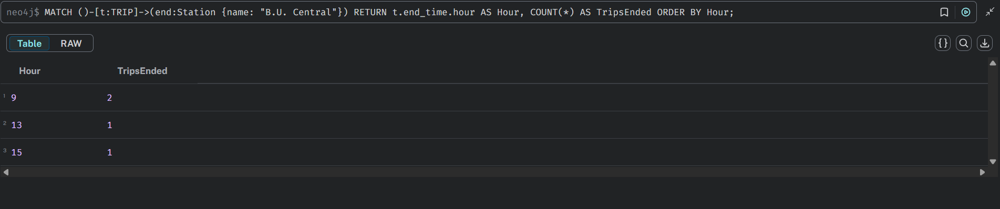 neo4j$ MATCH ()-[t:TRIP]->(end:Station {name: "B.U. Central"}) RETURN t.end_time.hour AS Hour, COUNT(*) AS TripsEnded ORDER BY Hour;
Table RAW
Hour TripsEnded
1 9 2
2 13 1
3 15 1